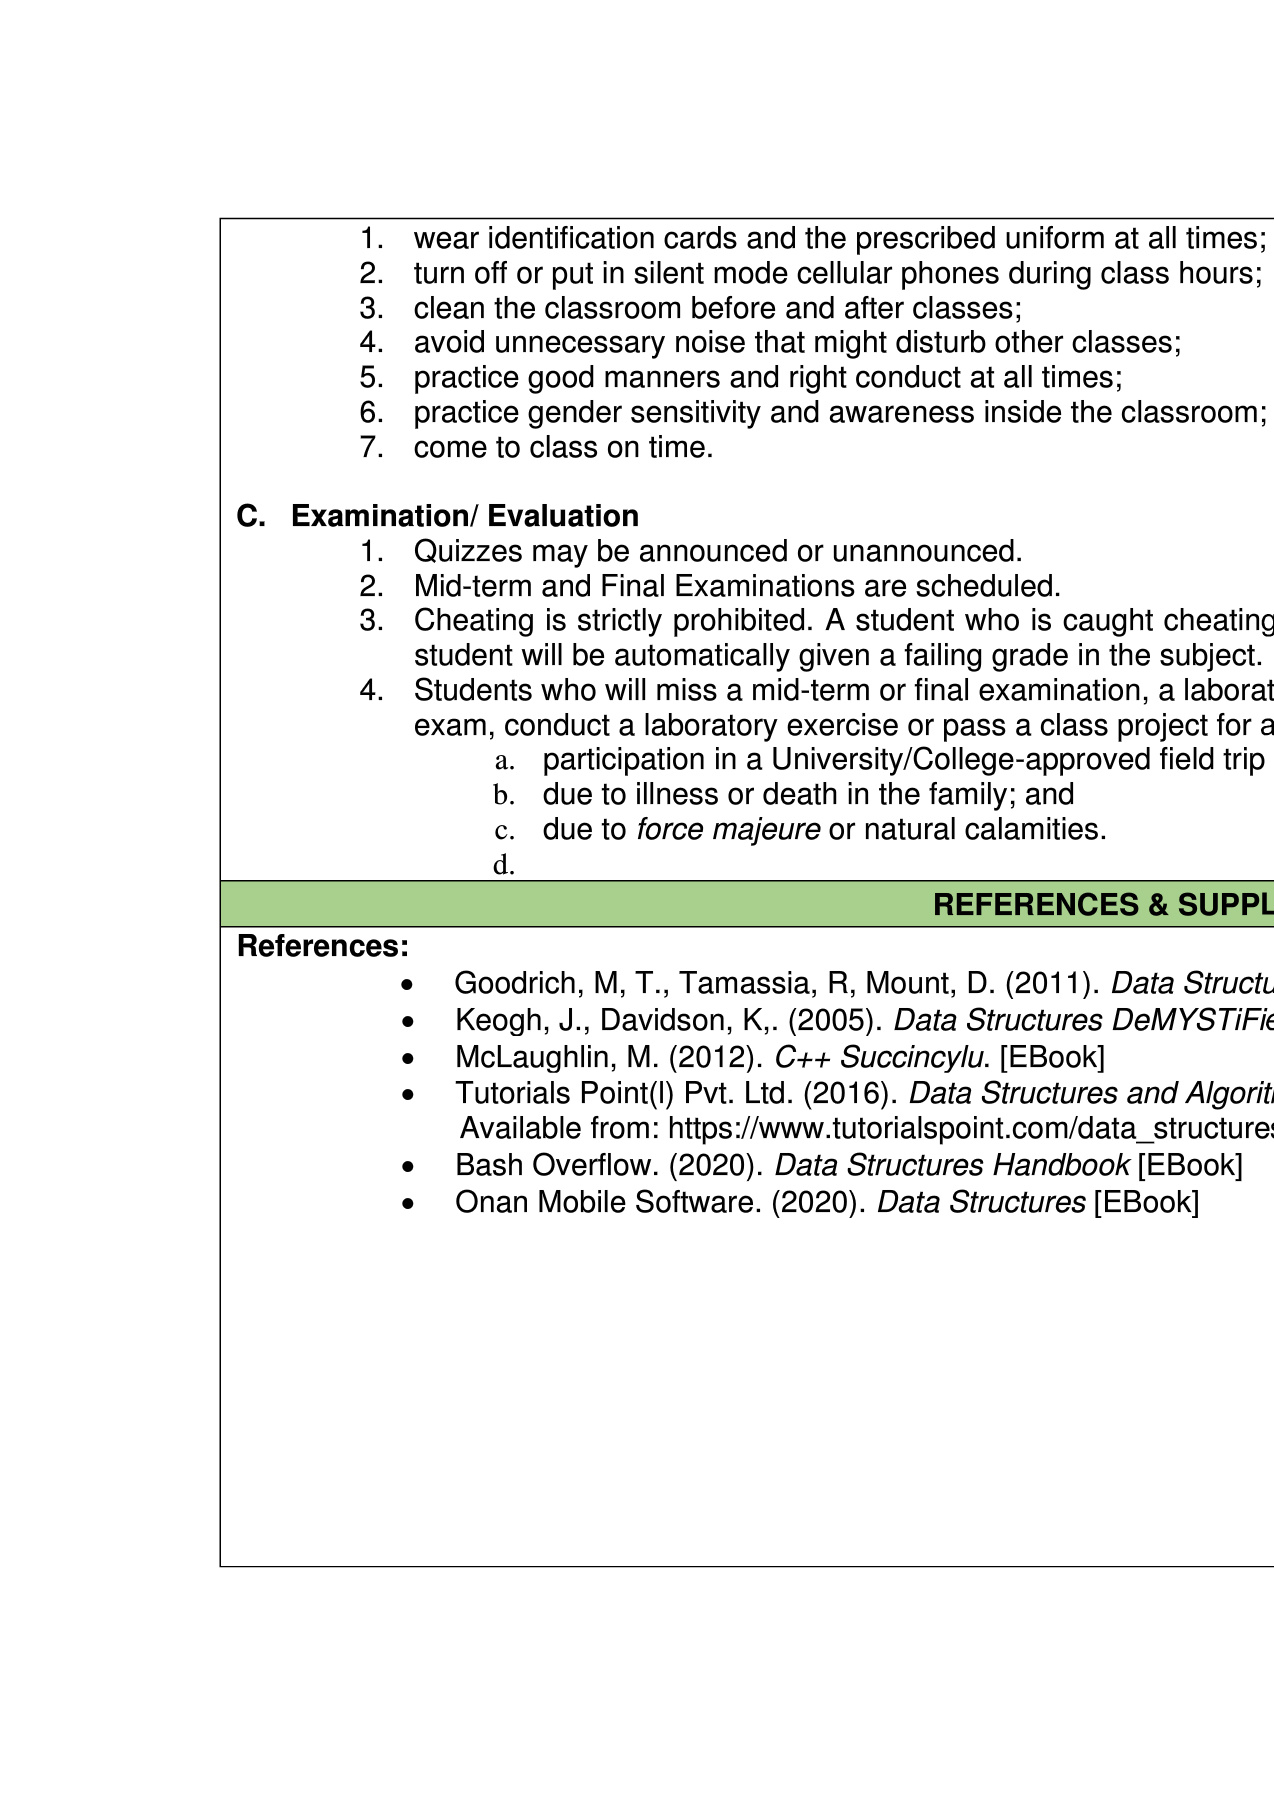 1. wear identification cards and the prescribed uniform at all times;
2. turn off or put in silent mode cellular phones during class hours;
3. clean the classroom before and after classes;
4. avoid unnecessary noise that might disturb other classes;
5. practice good manners and right conduct at all times;
6. practice gender sensitivity and awareness inside the classroom;
7. come to class on time.
C. Examination/ Evaluation
1. Quizzes may be announced or unannounced.
2. Mid-term and Final Examinations are scheduled.
3. Cheating is strictly prohibited. A student who is caught cheating
student will be automatically given a failing grade in the subject.
4. Students who will miss a mid-term or final examination, a laborat
exam, conduct a laboratory exercise or pass a class project for a
a. participation in a University/College-approved field trip
b. due to illness or death in the family; and
c. due to force majeure or natural calamities.
d.
REFERENCES & SUPPL
References:
• Goodrich, M, T., Tamassia, R, Mount, D. (2011). Data Structu
• Keogh, J., Davidson, K,. (2005). Data Structures DeMYSTiFie
• McLaughlin, M. (2012). C++ Succincylu. [EBook]
• Tutorials Point(I) Pvt. Ltd. (2016). Data Structures and Algorit
Available from: https://www.tutorialspoint.com/data_structures
• Bash Overflow. (2020). Data Structures Handbook [EBook]
• Onan Mobile Software. (2020). Data Structures [EBook]